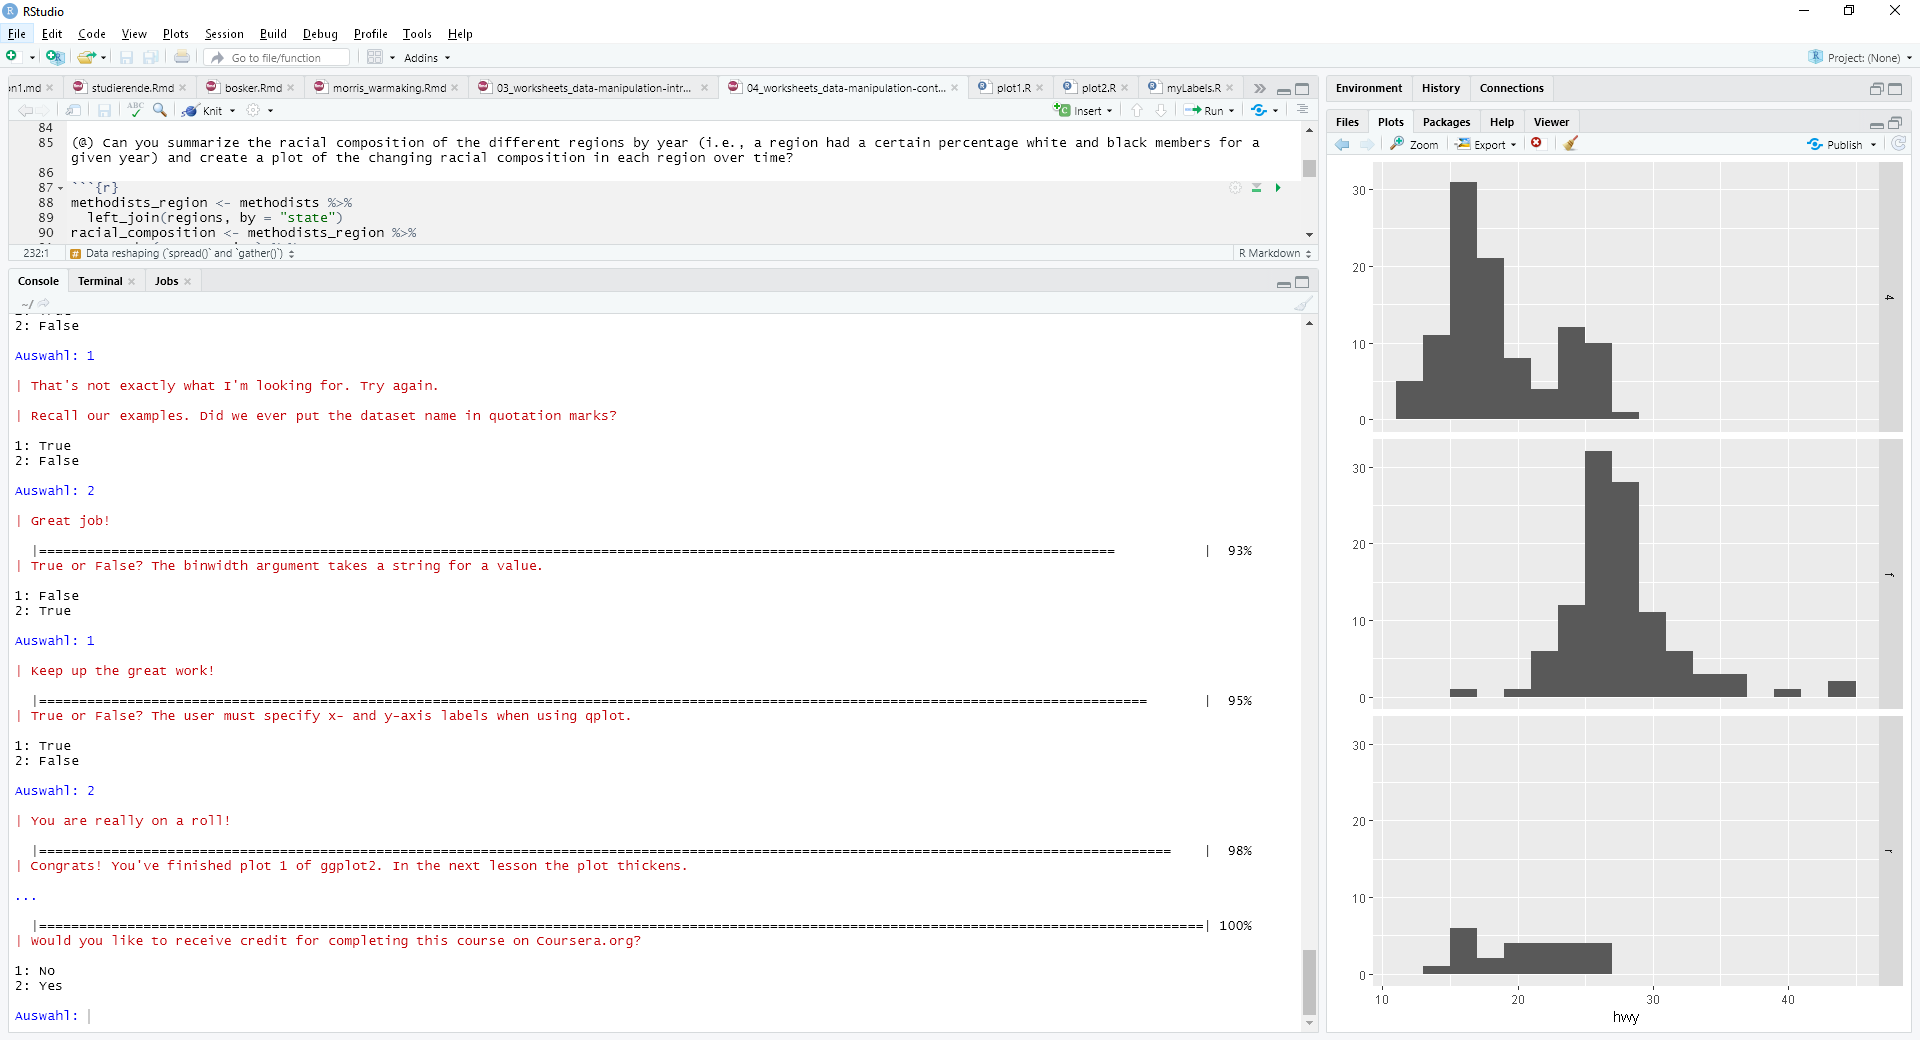 RStudio
File Edit Code View Plots Session Build Debug Profile Tools Help
Go to file/function Addins Project: (None)
on1.md studierende.Rmd bosker.Rmd morris_warmaking.Rmd 03_worksheets_data-manipulation-intr... 04_worksheets_data-manipulation-cont... plot1.R plot2.R myLabels.R
ABC Knit Insert Run
84
85 (@) Can you summarize the racial composition of the different regions by year (i.e., a region had a certain percentage white and black members for a
given year) and create a plot of the changing racial composition in each region over time?
86
87 ```{r}
88 methodists_region <- methodists %>%
89 left_join(regions, by = "state")
90 racial_composition <- methodists_region %>%
232:1 Data reshaping (`spread()` and `gather()`) R Markdown
Console Terminal Jobs
~/
2: False
Auswahl: 1
| That's not exactly what I'm looking for. Try again.
| Recall our examples. Did we ever put the dataset name in quotation marks?
1: True
2: False
Auswahl: 2
| Great job!
|======================================================================================================================================| 93%
| True or False? The binwidth argument takes a string for a value.
1: False
2: True
Auswahl: 1
| Keep up the great work!
|==========================================================================================================================================| 95%
| True or False? The user must specify x- and y-axis labels when using qplot.
1: True
2: False
Auswahl: 2
| You are really on a roll!
|=============================================================================================================================================| 98%
| Congrats! You've finished plot 1 of ggplot2. In the next lesson the plot thickens.
...
|=================================================================================================================================================| 100%
| Would you like to receive credit for completing this course on Coursera.org?
1: No
2: Yes
Auswahl:
Environment History Connections
Files Plots Packages Help Viewer
Zoom Export Publish
30
20
10
0
4
30
20
10
0
f
30
20
10
0
r
10 20 30 40
hwy